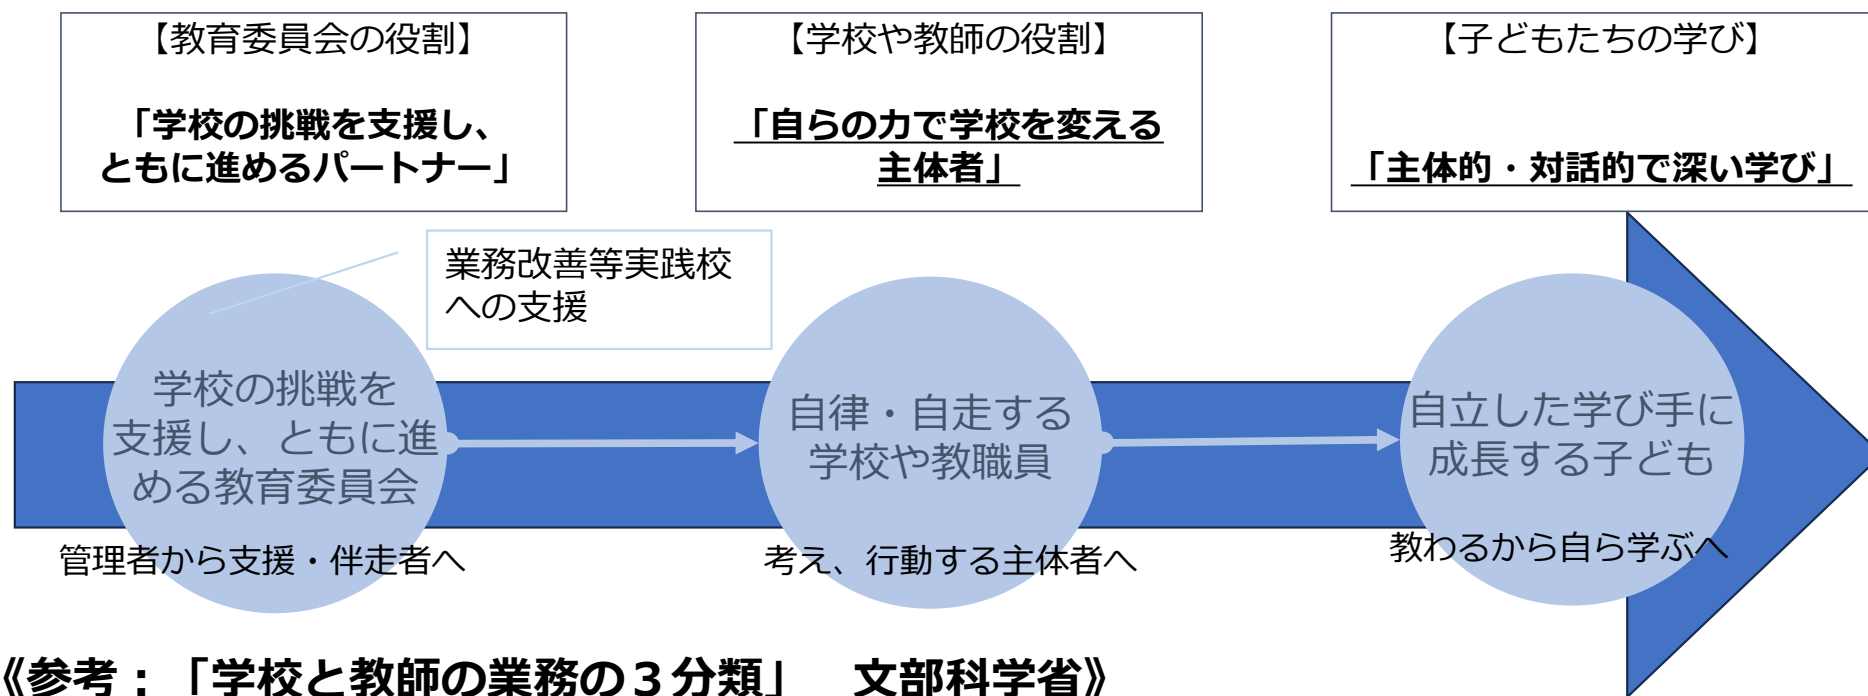 【教育委員会の役割】
「学校の挑戦を支援し、
ともに進めるパートナー」
【学校や教師の役割】
「自らの力で学校を変える
主体者」
【子どもたちの学び】
「主体的・対話的で深い学び」
業務改善等実践校
への支援
学校の挑戦を
支援し、ともに進
める教育委員会
自律・自走する
学校や教職員
自立した学び手に
成長する子ども
管理者から支援・伴走者へ
考え、行動する主体者へ
教わるから自ら学ぶへ
《参考：「学校と教師の業務の３分類」　文部科学省》